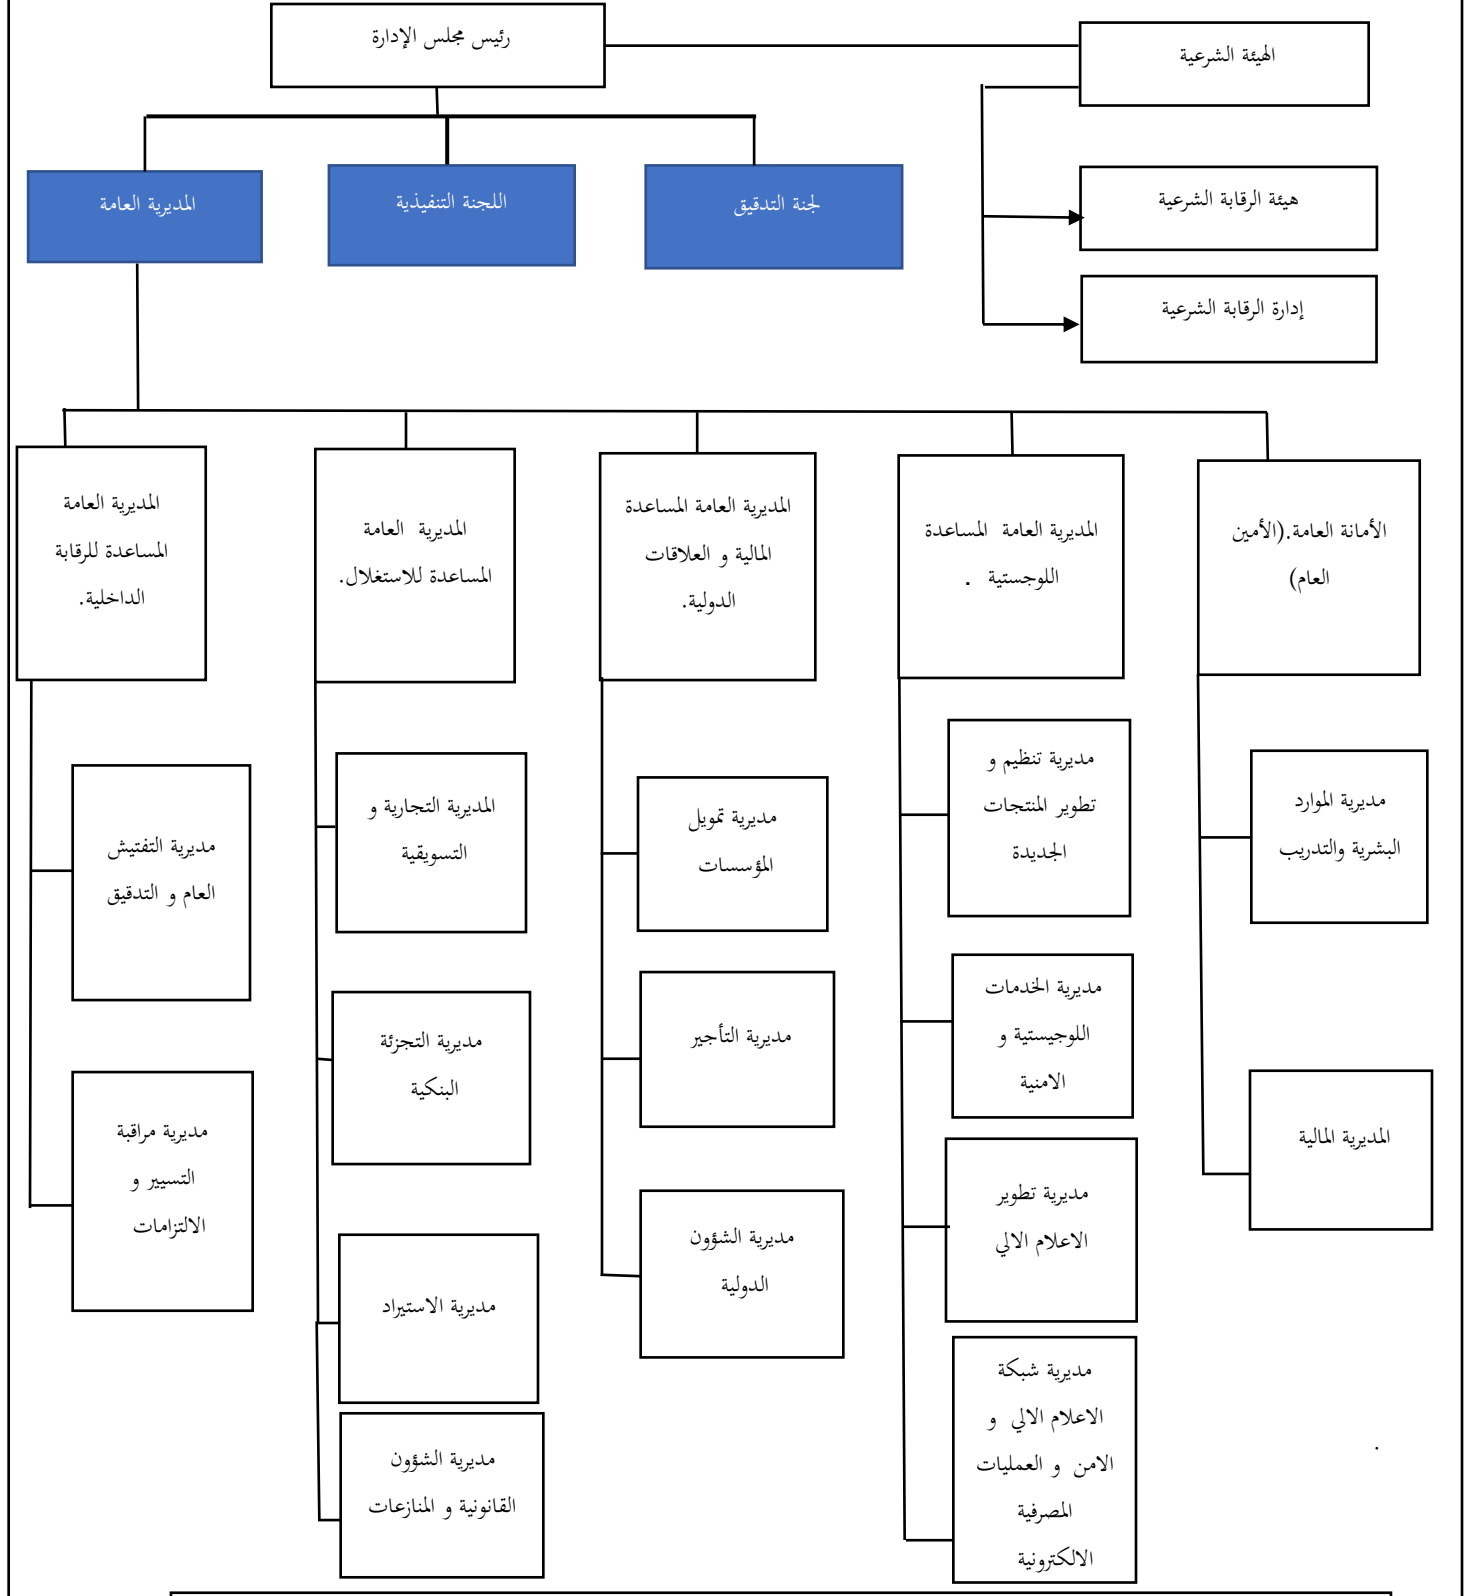 رئيس مجلس الإدارة
الهيئة الشرعية
هيئة الرقابة الشرعية
إدارة الرقابة الشرعية
لجنة التدقيق
اللجنة التنفيذية
المديرية العامة
الأمانة العامة.(الأمين
العام)
المديرية العامة المساعدة
اللوجستية .
المديرية العامة المساعدة
المالية و العلاقات
الدولية.
المديرية العامة
المساعدة للاستغلال.
المديرية العامة
المساعدة للرقابة
الداخلية.
مديرية الموارد
البشرية والتدريب
المديرية المالية
مديرية تنظيم و
تطوير المنتجات
الجديدة
مديرية الخدمات
اللوجيستية و
الامنية
مديرية تطوير
الاعلام الالي
مديرية شبكة
الاعلام الالي و
الامن و العمليات
المصرفية
الالكترونية
مديرية تمويل
المؤسسات
مديرية التأجير
مديرية الشؤون
الدولية
المديرية التجارية و
التسويقية
مديرية التجزئة
البنكية
مديرية الاستيراد
مديرية الشؤون
القانونية و المنازعات
مديرية التفتيش
العام و التدقيق
مديرية مراقبة
التسيير و
الالتزامات
.